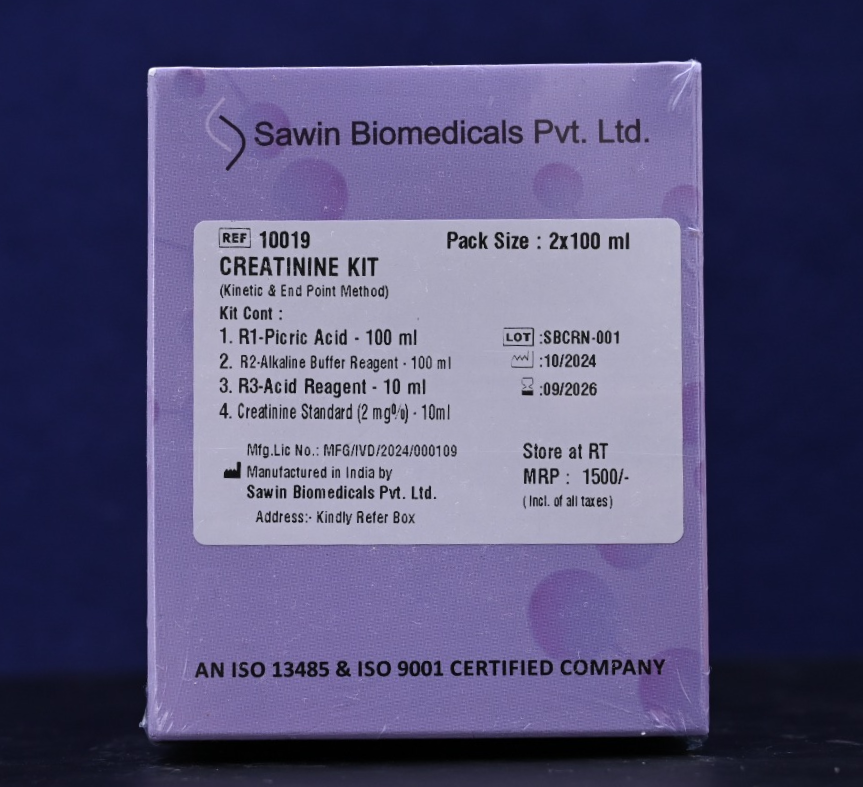 Sawin Biomedicals Pvt. Ltd.
REF 10019
Pack Size : 2x100 ml
CREATININE KIT
(Kinetic & End Point Method)
Kit Cont :
1. R1-Picric Acid - 100 ml
2. R2-Alkaline Buffer Reagent - 100 ml
3. R3-Acid Reagent - 10 ml
4. Creatinine Standard (2 mg%) - 10ml
LOT :SBCRN-001
:10/2024
:09/2026
Mfg.Lic No.: MFG/IVD/2024/000109
Manufactured in India by
Sawin Biomedicals Pvt. Ltd.
Address:- Kindly Refer Box
Store at RT
MRP : 1500/-
(Incl. of all taxes)
AN ISO 13485 & ISO 9001 CERTIFIED COMPANY